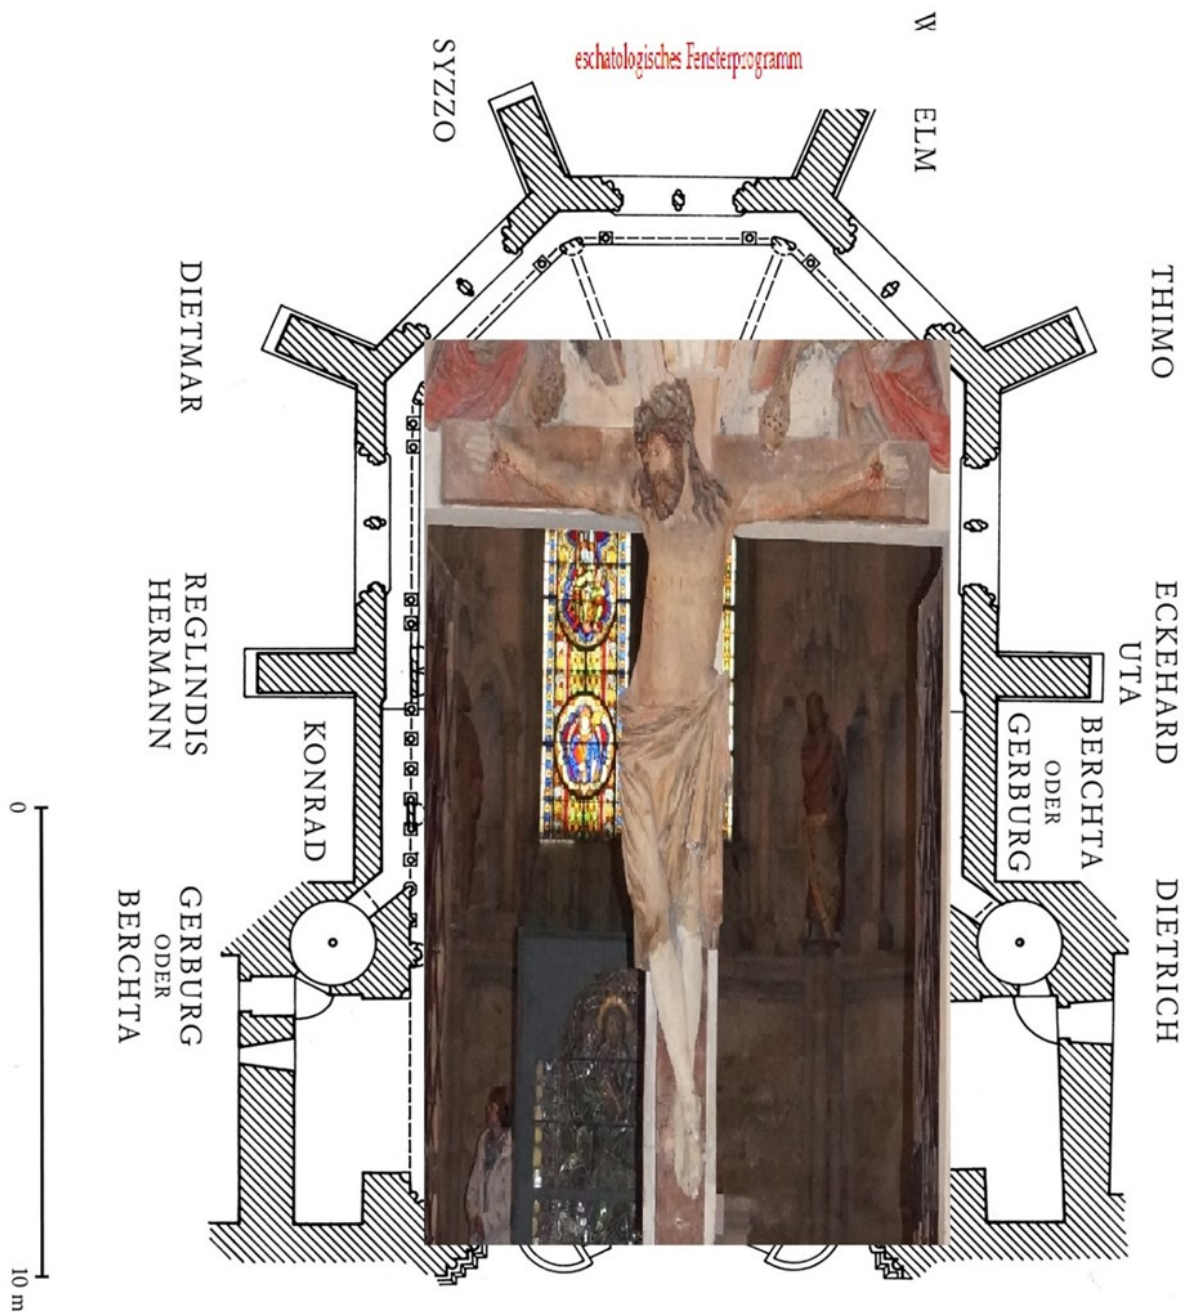 eschatologisches Fensterprogramm
SYZZO
W ELM
DIETMAR
THIMO
REGLINDIS
HERMANN
ECKEHARD
UTA
KONRAD
BERCHTA
ODER
GERBURG
GERBURG
ODER
BERCHTA
DIETRICH
0
10 m